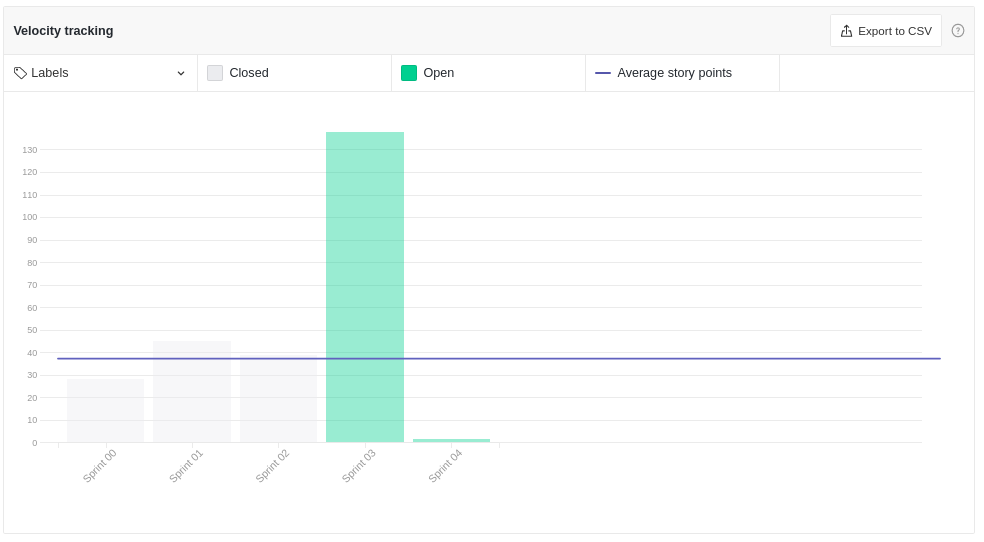 Velocity tracking
Export to CSV
Labels
Closed
Open
Average story points
130
120
110
100
90
80
70
60
50
40
30
20
10
0
Sprint 00
Sprint 01
Sprint 02
Sprint 03
Sprint 04